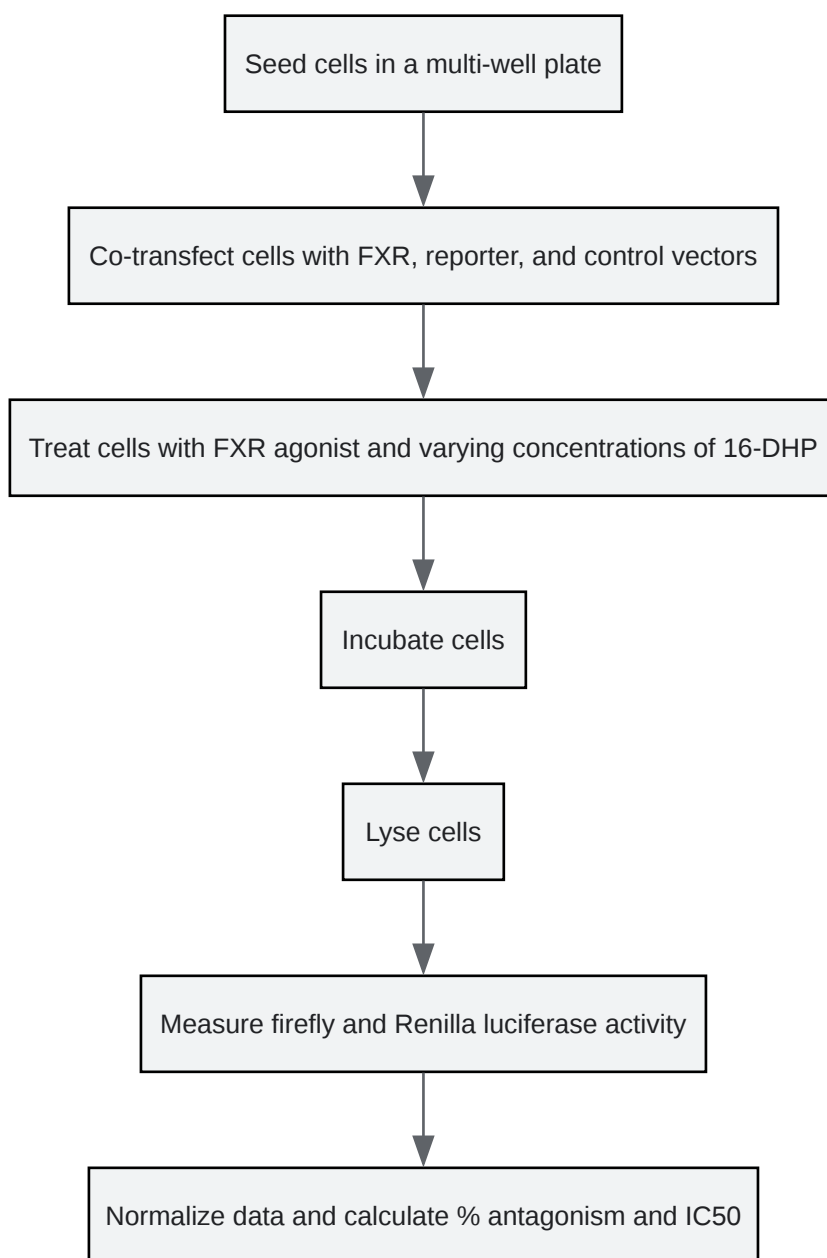 Seed cells in a multi-well plate
Co-transfect cells with FXR, reporter, and control vectors
Treat cells with FXR agonist and varying concentrations of 16-DHP
Incubate cells
Lyse cells
Measure firefly and Renilla luciferase activity
Normalize data and calculate % antagonism and IC50